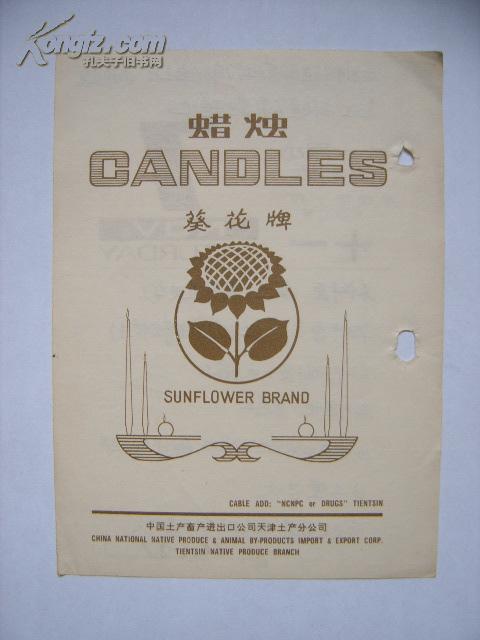 Kongfz.com
孔夫子旧书网
蜡烛
CANDLES
葵花牌
SUNFLOWER BRAND
CABLE ADD: "NCNPC or DRUGS" TIENTSIN
中国土产畜产进出口公司天津土产分公司
CHINA NATIONAL NATIVE PRODUCE & ANIMAL BY-PRODUCTS IMPORT & EXPORT CORP.
TIENTSIN NATIVE PRODUCE BRANCH